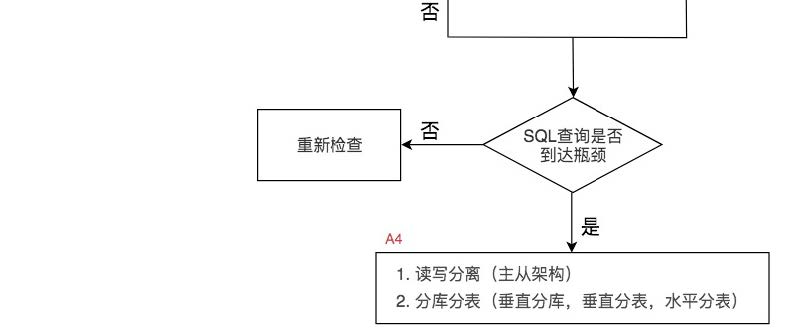 否
SQL查询是否
到达瓶颈
否
重新检查
是
A4
1. 读写分离（主从架构）
2. 分库分表（垂直分库，垂直分表，水平分表）